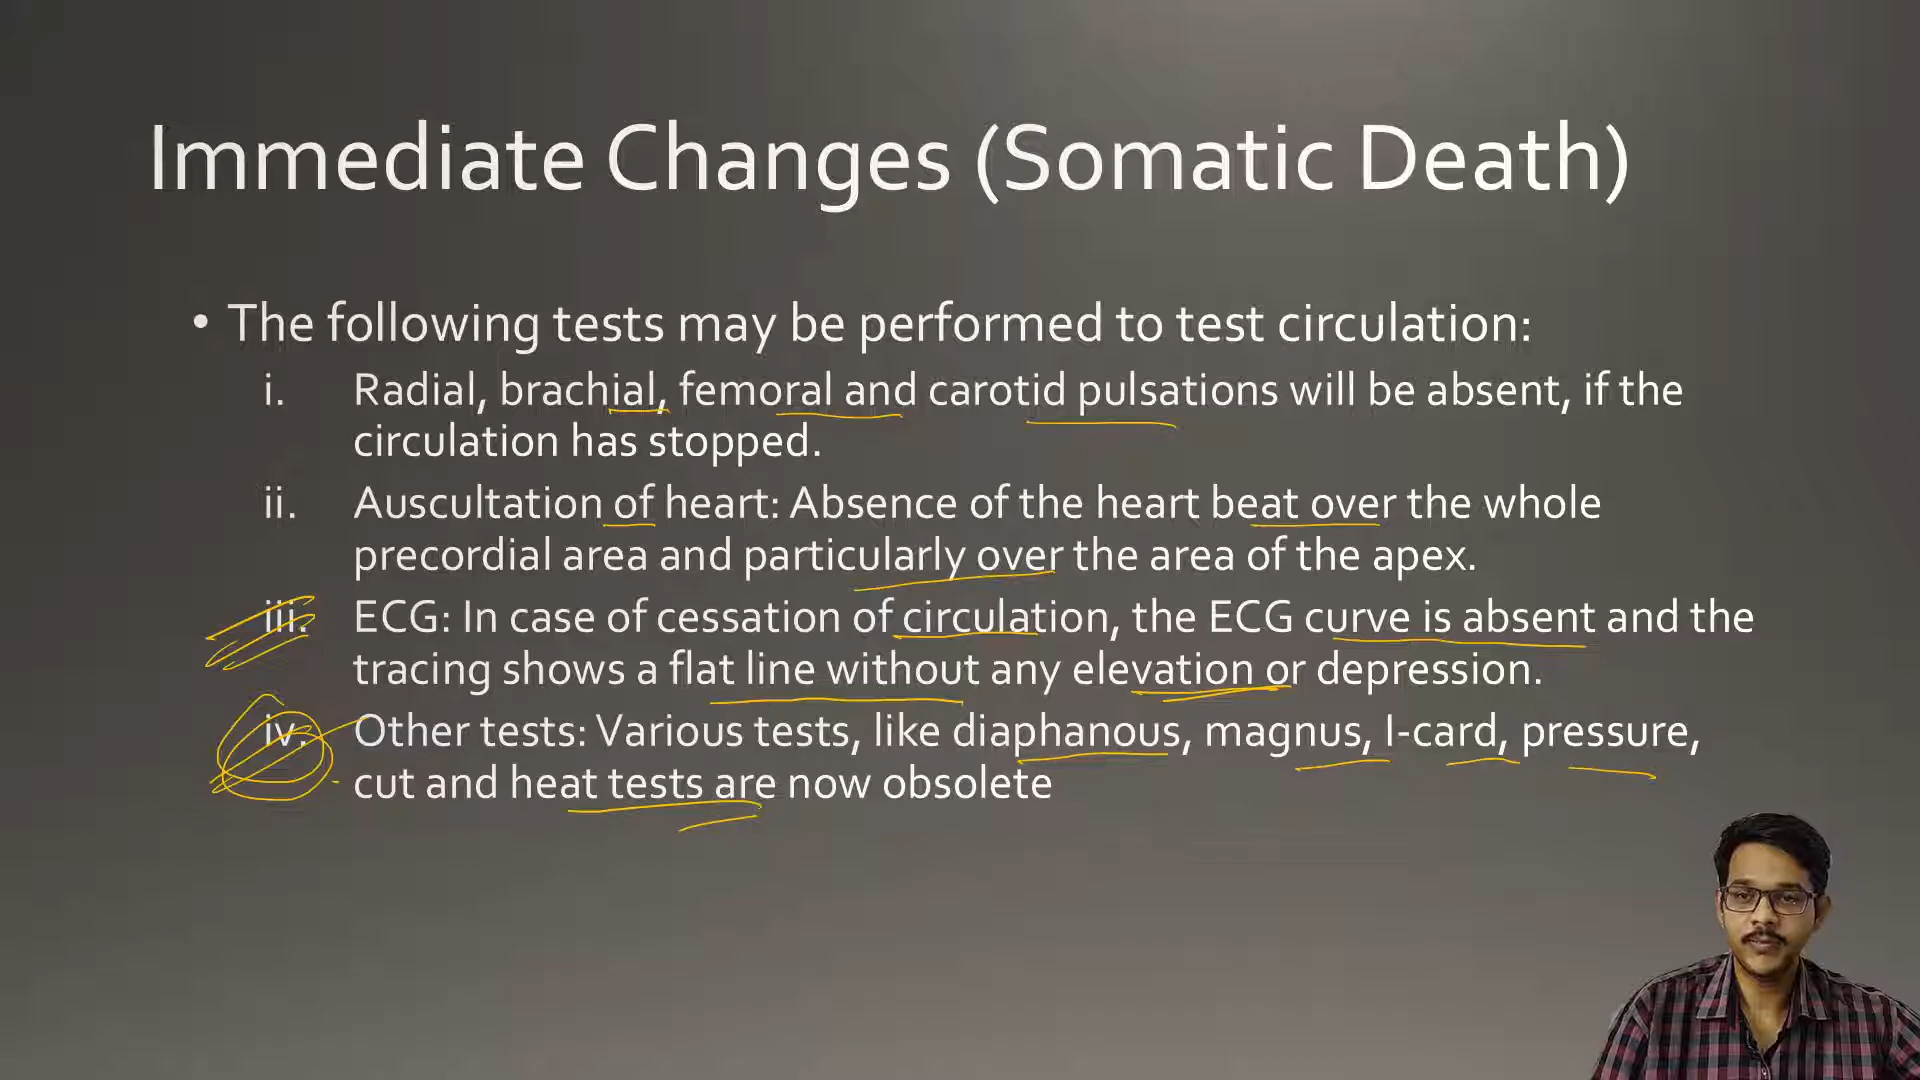 Immediate Changes (Somatic Death)
• The following tests may be performed to test circulation:
i. Radial, brachial, femoral and carotid pulsations will be absent, if the
circulation has stopped.
ii. Auscultation of heart: Absence of the heart beat over the whole
precordial area and particularly over the area of the apex.
iii. ECG: In case of cessation of circulation, the ECG curve is absent and the
tracing shows a flat line without any elevation or depression.
iv. Other tests: Various tests, like diaphanous, magnus, I-card, pressure,
cut and heat tests are now obsolete